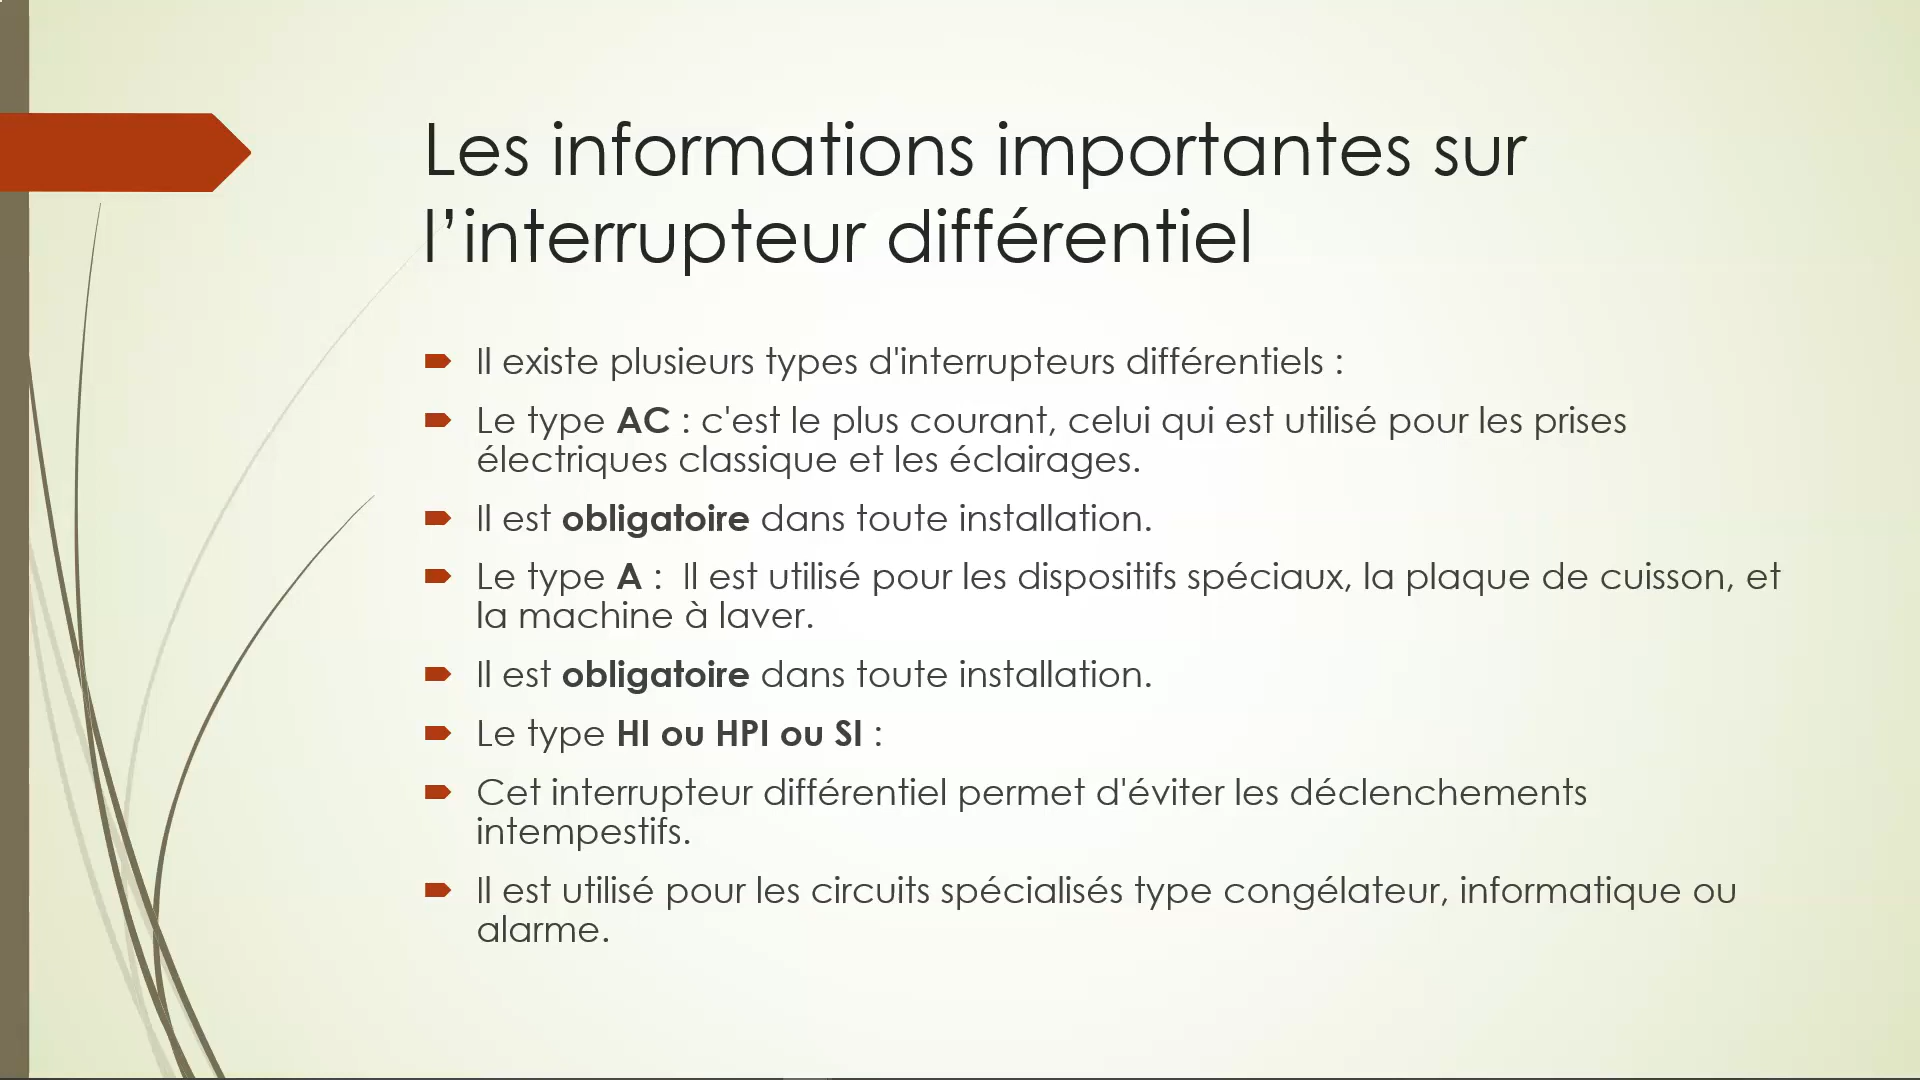 Les informations importantes sur
l’interrupteur différentiel
Il existe plusieurs types d'interrupteurs différentiels :
Le type AC : c'est le plus courant, celui qui est utilisé pour les prises
électriques classique et les éclairages.
Il est obligatoire dans toute installation.
Le type A :  Il est utilisé pour les dispositifs spéciaux, la plaque de cuisson, et
la machine à laver.
Il est obligatoire dans toute installation.
Le type HI ou HPI ou SI :
Cet interrupteur différentiel permet d'éviter les déclenchements
intempestifs.
Il est utilisé pour les circuits spécialisés type congélateur, informatique ou
alarme.